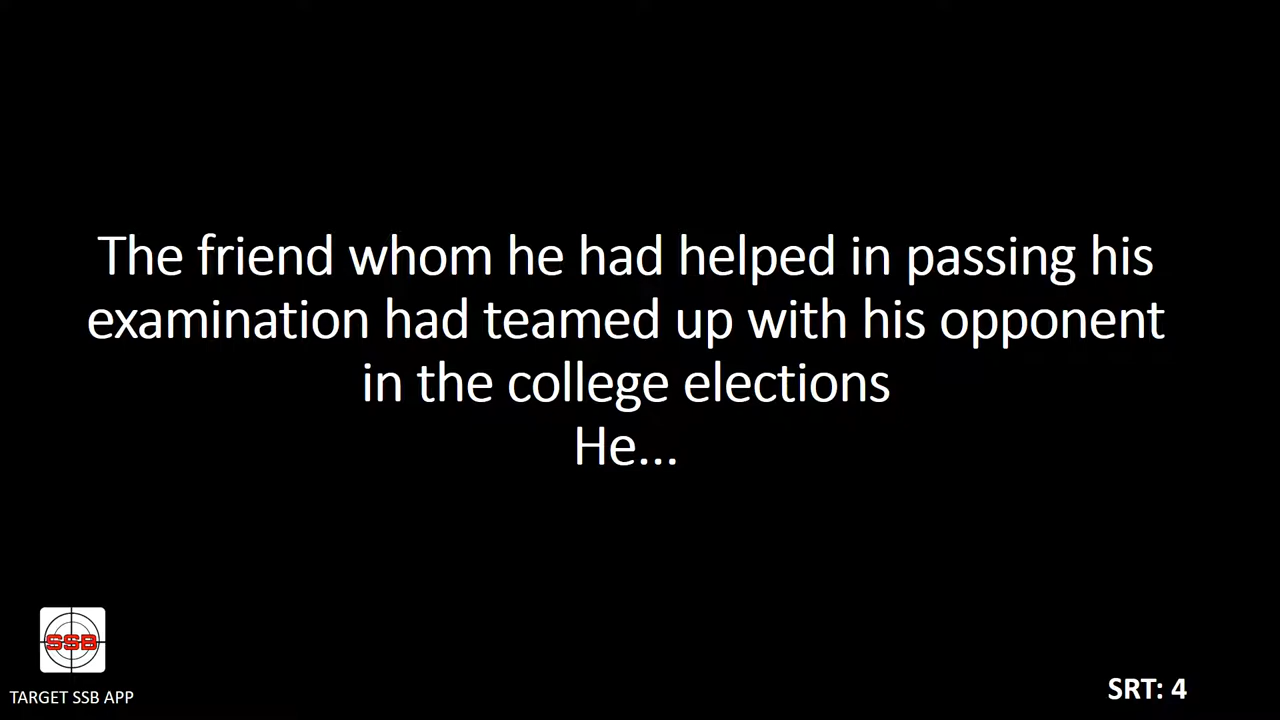 The friend whom he had helped in passing his
examination had teamed up with his opponent
in the college elections
He...
SSB
TARGET SSB APP
SRT: 4